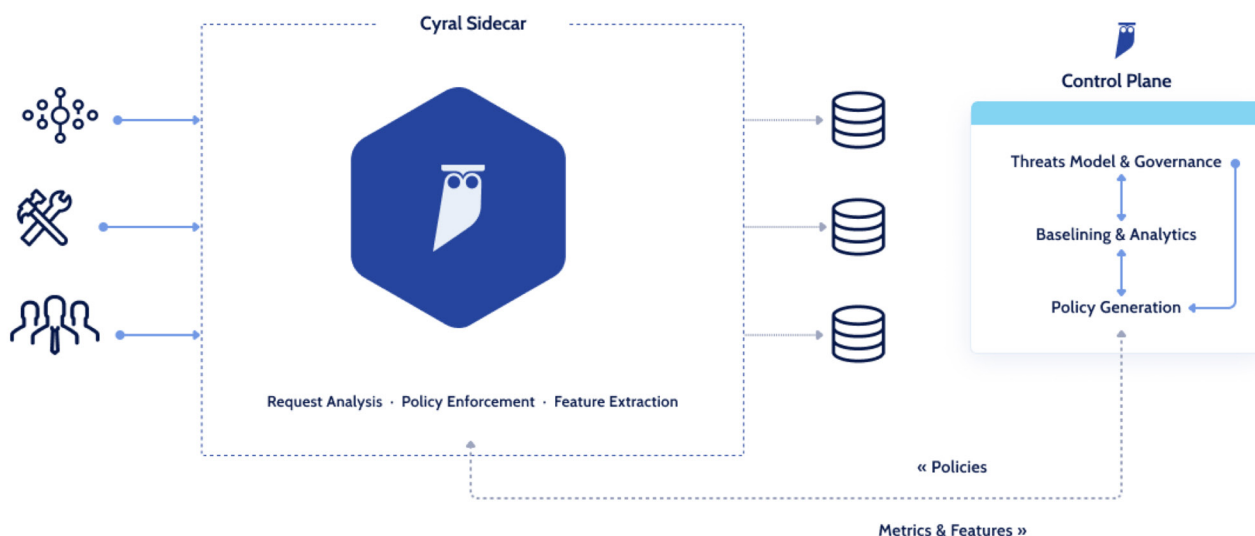 Cyral Sidecar
Request Analysis · Policy Enforcement · Feature Extraction
Control Plane
Threats Model & Governance
Baselining & Analytics
Policy Generation
« Policies
Metrics & Features »